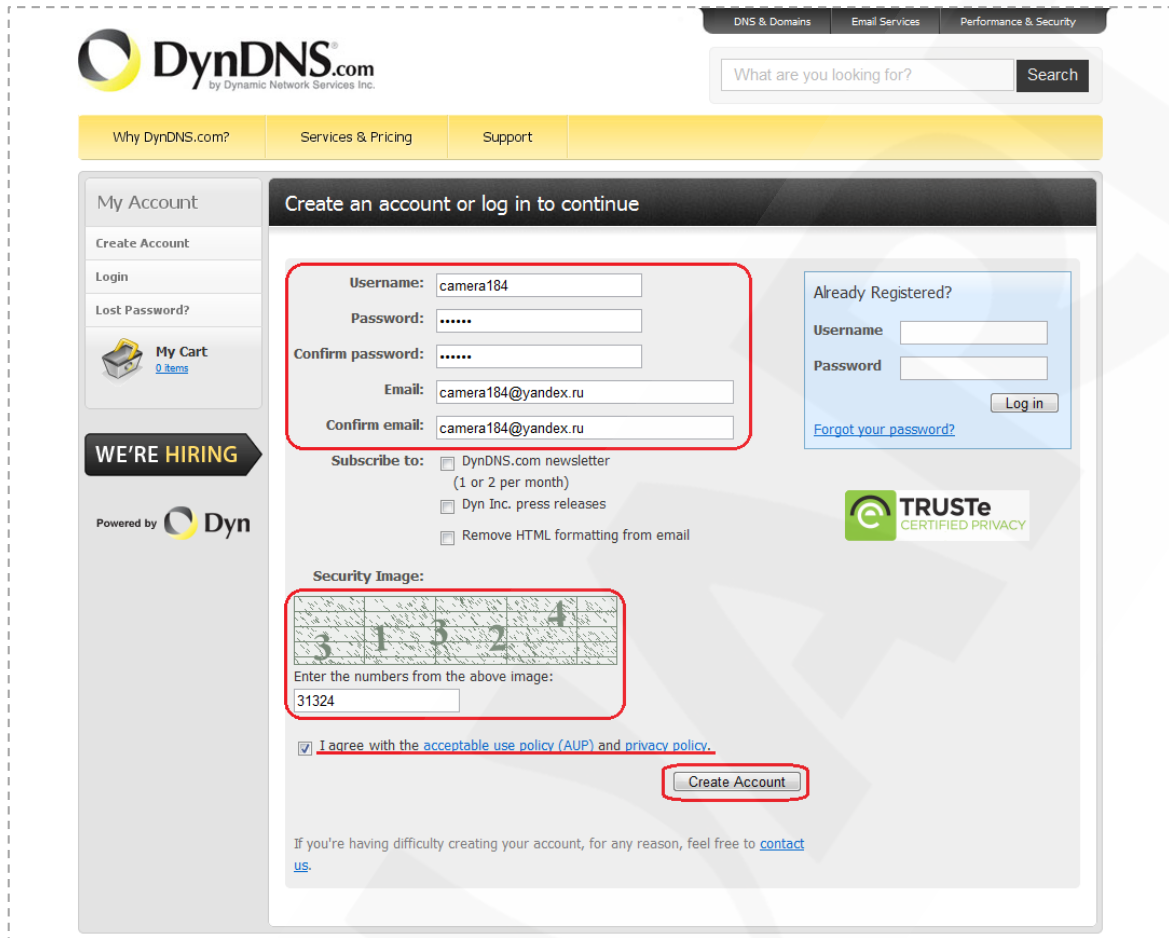 DNS & Domains Email Services Performance & Security
DynDNS.com
by Dynamic Network Services Inc.
What are you looking for? Search
Why DynDNS.com? Services & Pricing Support
My Account
Create Account
Login
Lost Password?
My Cart
0 items
WE'RE HIRING
Powered by Dyn
Create an account or log in to continue
Username: camera184
Password: ••••••
Confirm password: ••••••
Email: camera184@yandex.ru
Confirm email: camera184@yandex.ru
Subscribe to: DynDNS.com newsletter
(1 or 2 per month)
Dyn Inc. press releases
Remove HTML formatting from email
Security Image:
3 1 3 2 4
Enter the numbers from the above image:
31324
I agree with the acceptable use policy (AUP) and privacy policy.
Create Account
If you're having difficulty creating your account, for any reason, feel free to contact
us.
Already Registered?
Username
Password
Log in
Forgot your password?
TRUSTe
CERTIFIED PRIVACY